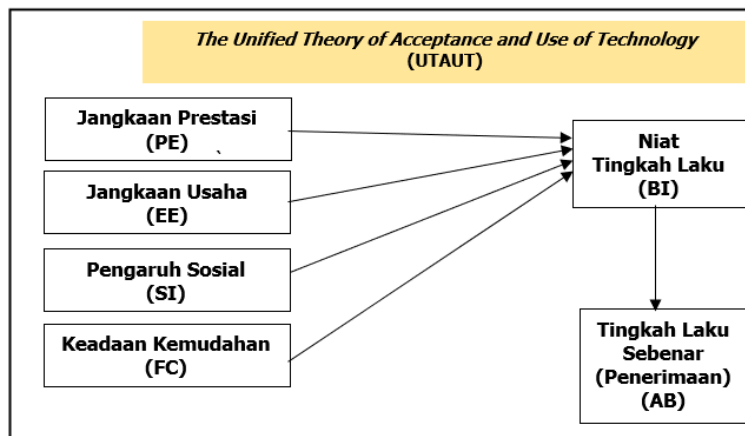 The Unified Theory of Acceptance and Use of Technology
(UTAUT)
Jangkaan Prestasi
(PE)
Jangkaan Usaha
(EE)
Pengaruh Sosial
(SI)
Keadaan Kemudahan
(FC)
Niat
Tingkah Laku
(BI)
Tingkah Laku
Sebenar
(Penerimaan)
(AB)